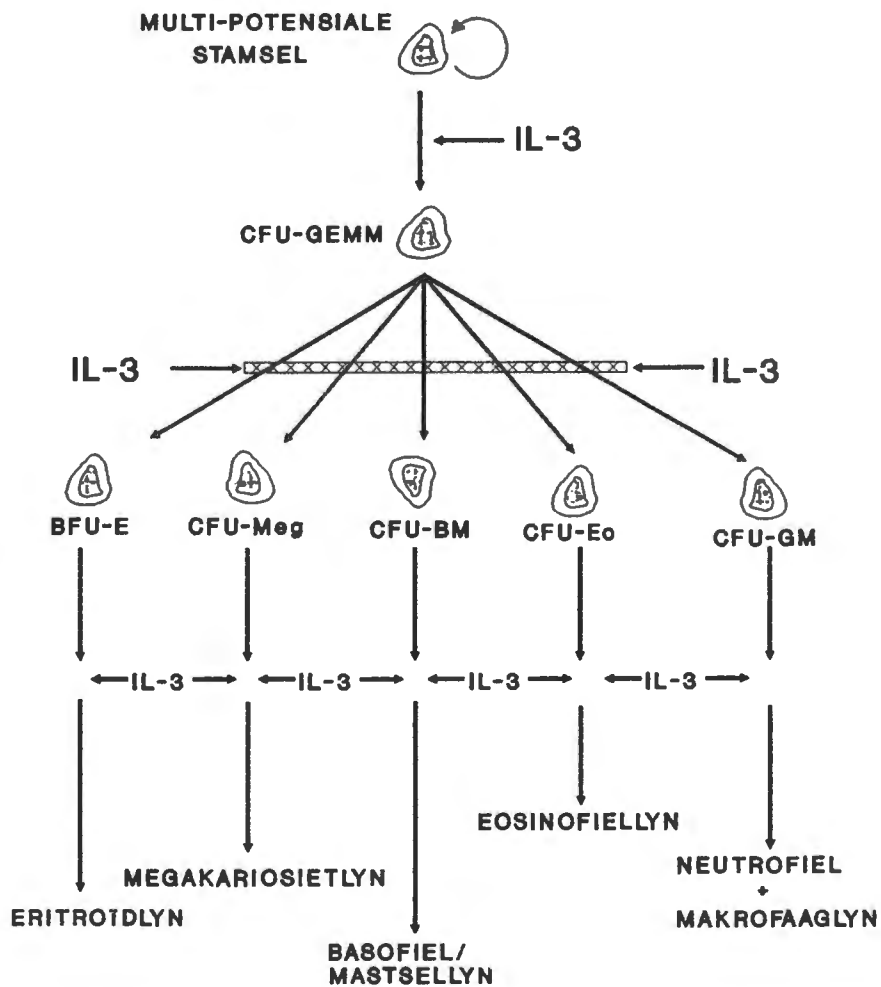 MULTI-POTENSIALE
STAMSEL
IL-3
CFU-GEMM
IL-3 IL-3
BFU-E CFU-Meg CFU-BM CFU-Eo CFU-GM
IL-3 IL-3 IL-3 IL-3
EOSINOFIELLYN
NEUTROFIEL
+
MEGAKARIOSIETLYN
ERITROÏDLYN
MAKROFAAGLYN
BASOFIEL/
MASTSELLYN